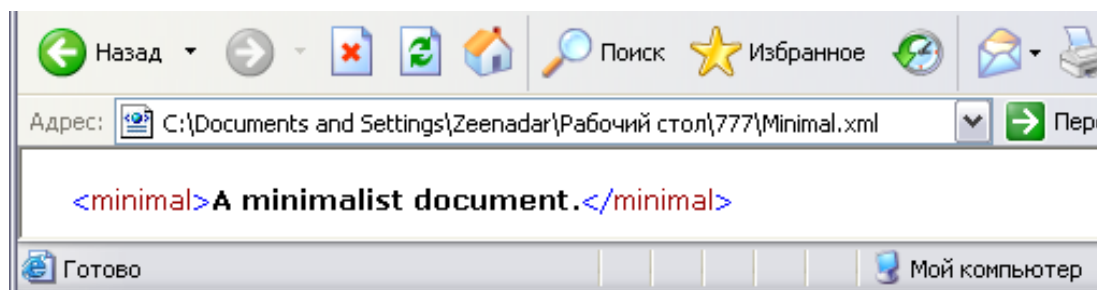 Назад Поиск Избранное
Адрес: C:\Documents and Settings\Zeenadar\Рабочий стол\777\Minimal.xml
<minimal>A minimalist document.</minimal>
Готово Мой компьютер